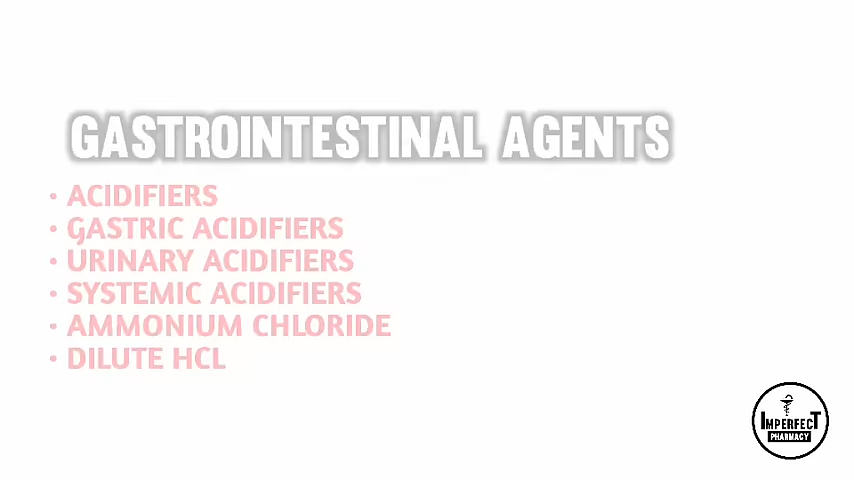 GASTROINTESTINAL AGENTS
• ACIDIFIERS
• GASTRIC ACIDIFIERS
• URINARY ACIDIFIERS
• SYSTEMIC ACIDIFIERS
• AMMONIUM CHLORIDE
• DILUTE HCL
IMPERFECT
PHARMACY